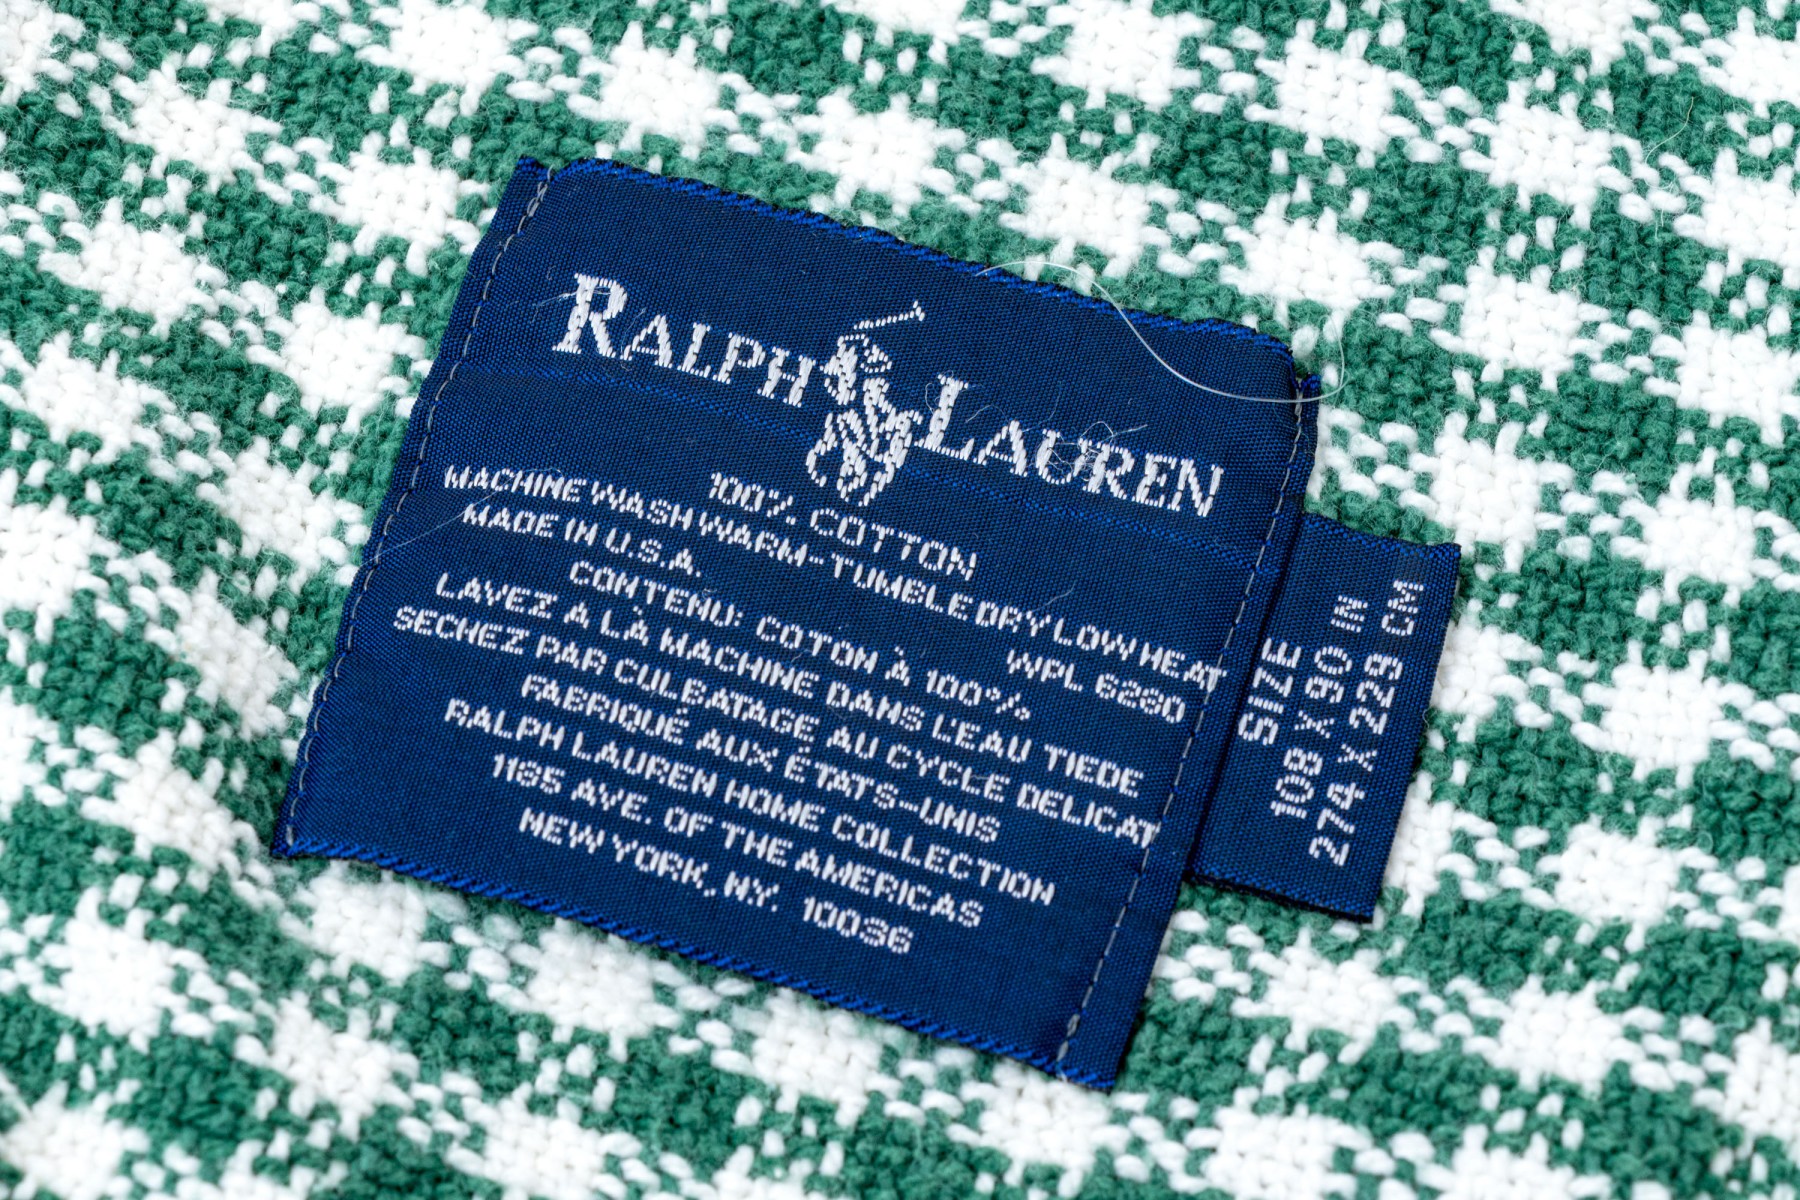 RALPH LAUREN
100% COTTON
MACHINE WASH WARM-TUMBLE DRY LOW HEAT
MADE IN U.S.A. WPL 6280
CONTENU: COTON À 100%
LAVEZ A LÀ MACHINE DANS L'EAU TIEDE
SECHEZ PAR CULBATAGE AU CYCLE DELICAT
FABRIQUÉ AUX ÉTATS-UNIS
RALPH LAUREN HOME COLLECTION
1185 AVE. OF THE AMERICAS
NEW YORK, N.Y. 10036
SIZE
108 X 90 IN
274 X 229 CM